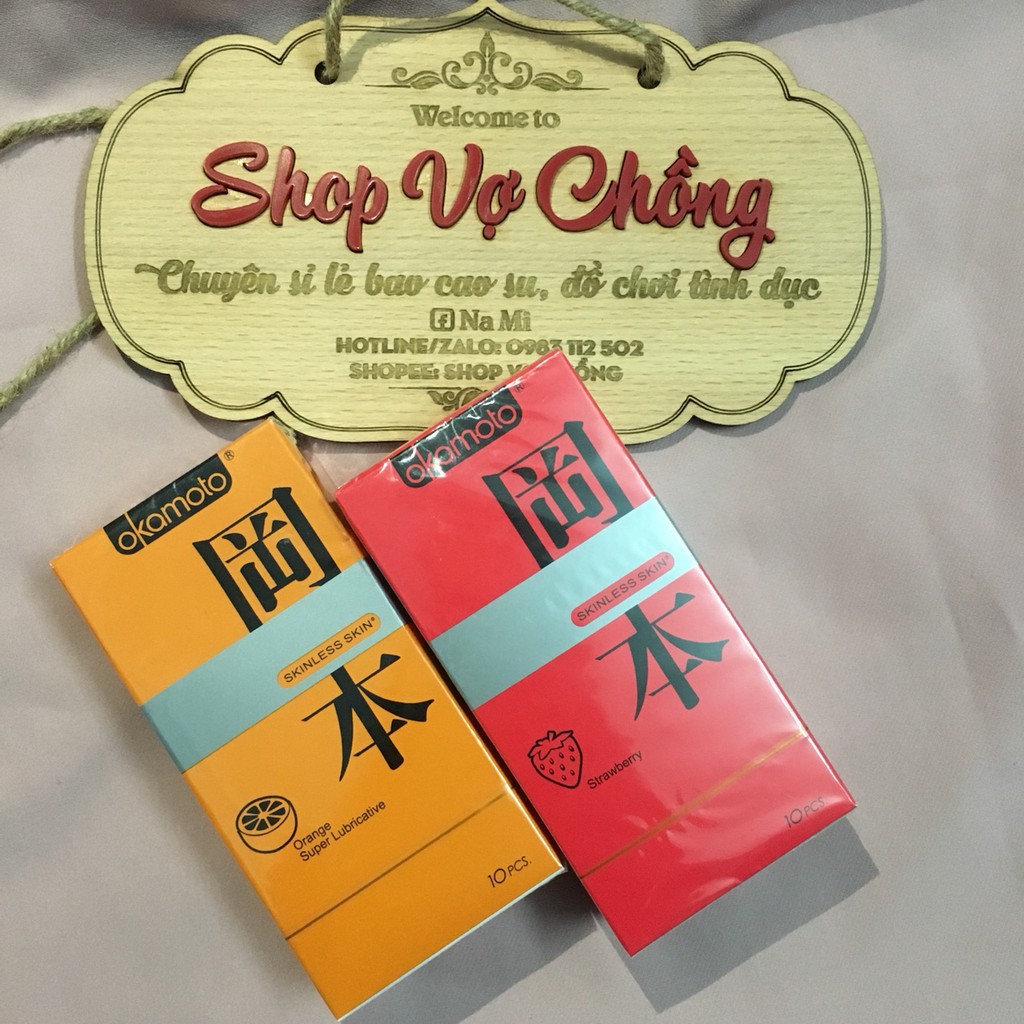 Welcome to
Shop Vợ Chồng
Chuyên sỉ lẻ bao cao su, đồ chơi tình dục
Na Mi
HOTLINE/ZALO: 0983 112 502
SHOPEE: SHOP VỢ CHỒNG
okamoto®
岡本
SKINLESS SKIN®
Orange
Super Lubricative
10 PCS.
okamoto®
岡本
SKINLESS SKIN®
Strawberry
10 PCS